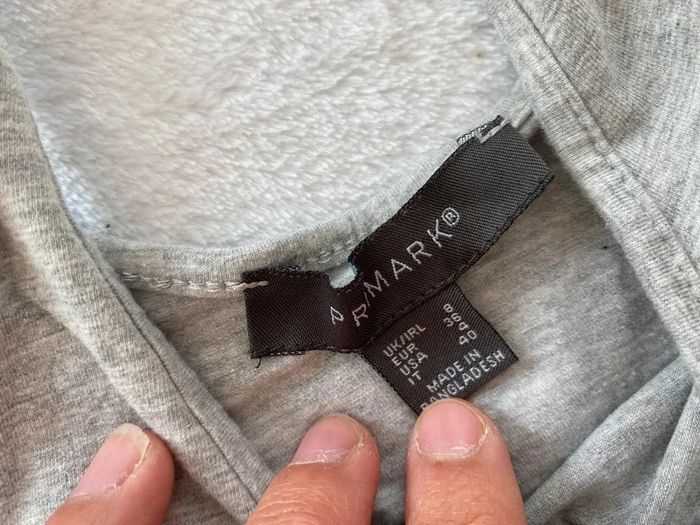 PRIMARK®
UK/IRL 8
EUR 36
USA 4
IT 40
MADE IN
BANGLADESH